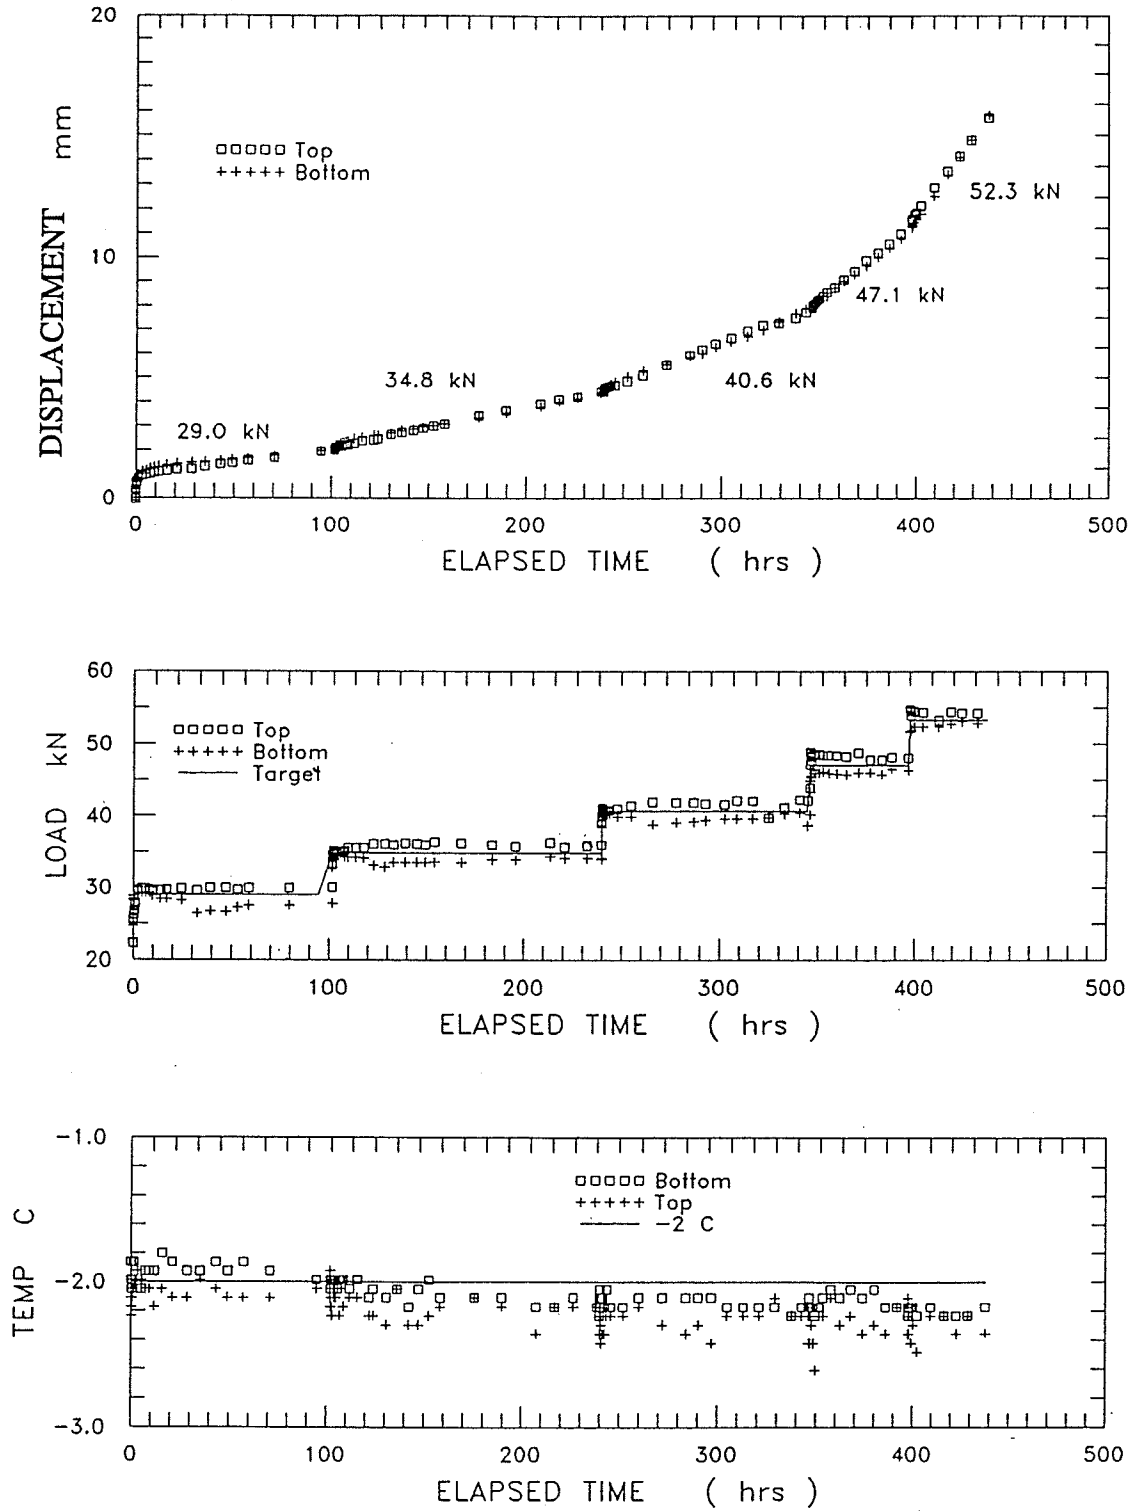 20
DISPLACEMENT mm
Top
Bottom
52.3 kN
10
47.1 kN
34.8 kN
40.6 kN
29.0 kN
0
0 100 200 300 400 500
ELAPSED TIME ( hrs )
60
LOAD kN
Top
50
Bottom
Target
40
30
20
0 100 200 300 400 500
ELAPSED TIME ( hrs )
-1.0
TEMP C
Bottom
Top
-2 C
-2.0
-3.0
0 100 200 300 400 500
ELAPSED TIME ( hrs )